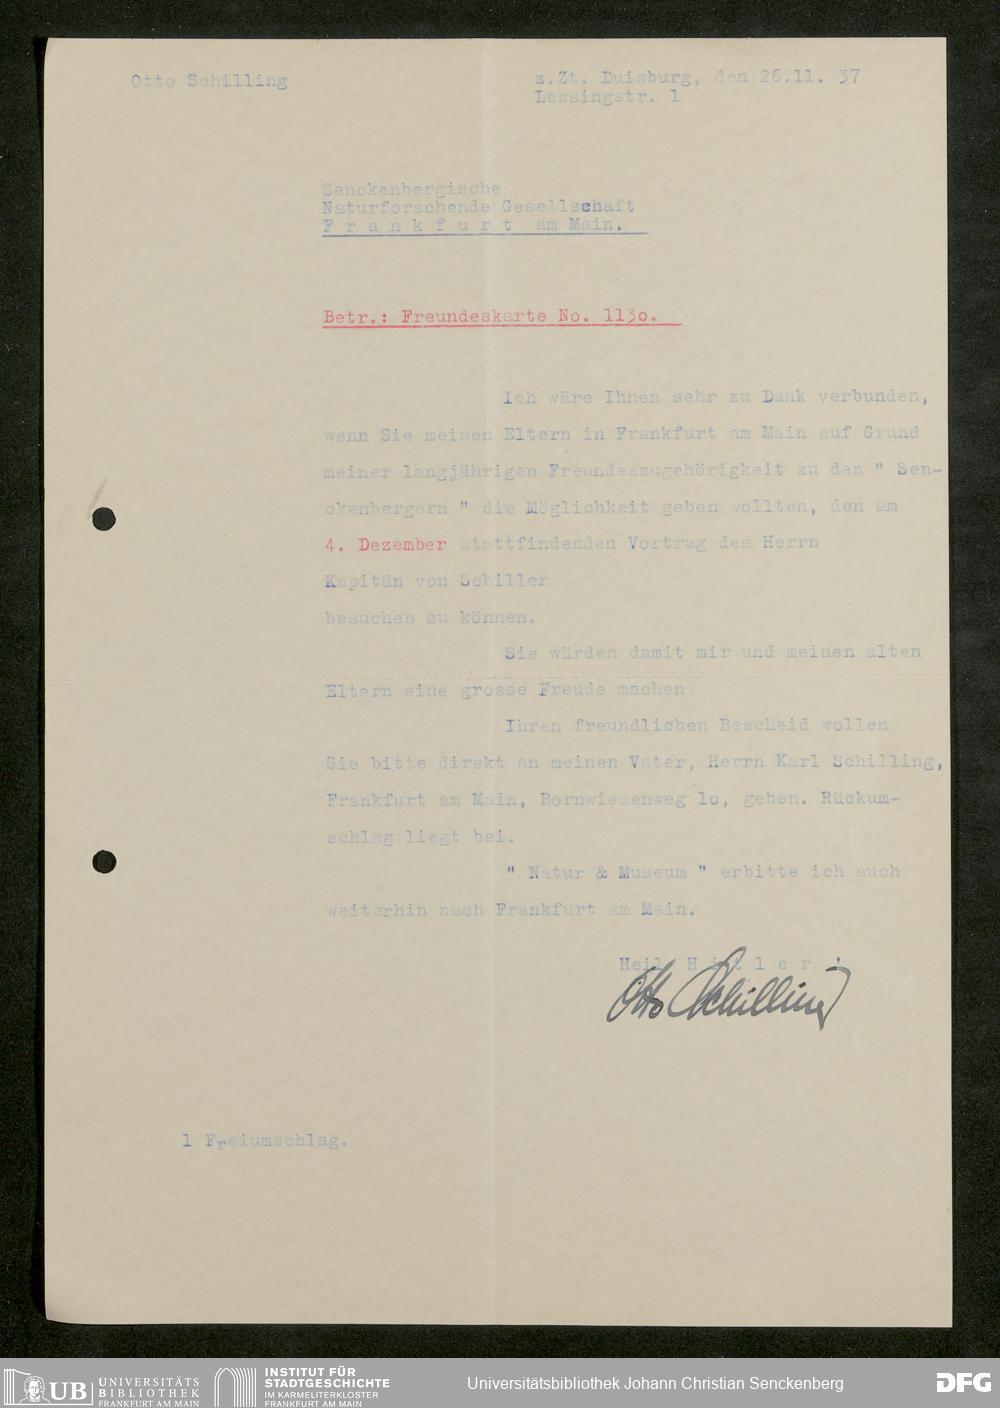 Otto Schilling
z.Zt. Duisburg, den 26.11. 37
Lessingstr. 1
Senckenbergische
Naturforschende Gesellschaft
F r a n k f u r t  am Main.
Betr.: Freundeskarte No. 113o.
Ich wäre Ihnen sehr zu Dank verbunden,
wenn Sie meinen Eltern in Frankfurt am Main auf Grund
meiner langjährigen Freundeszugehörigkeit zu den " Sen-
ckenbergern " die Möglichkeit geben wollten, den am
4. Dezember stattfindenden Vortrag des Herrn
Kapitän von Schiller
besuchen zu können.
Sie würden damit mir und meinen alten
Eltern eine grosse Freude machen.
Ihren freundlichen Bescheid wollen
Sie bitte direkt an meinen Vater, Herrn Karl Schilling,
Frankfurt am Main, Bornwiesenweg 1o, geben. Rückum-
schlag liegt bei.
" Natur & Museum " erbitte ich auch
weiterhin nach Frankfurt am Main.
Heil H i t l e r !
Otto Schilling
1 Freiumschlag.
UB UNIVERSITÄTS
BIBLIOTHEK
FRANKFURT AM MAIN
INSTITUT FÜR
STADTGESCHICHTE
IM KARMELITERKLOSTER
FRANKFURT AM MAIN
Universitätsbibliothek Johann Christian Senckenberg
DFG